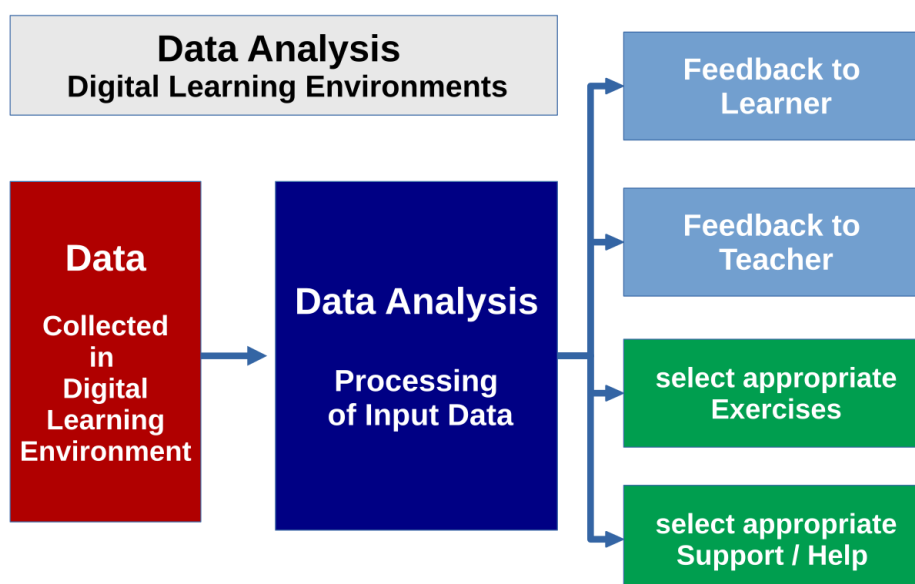 Data Analysis
Digital Learning Environments
Data
Collected
in
Digital
Learning
Environment
Data Analysis
Processing
of Input Data
Feedback to
Learner
Feedback to
Teacher
select appropriate
Exercises
select appropriate
Support / Help